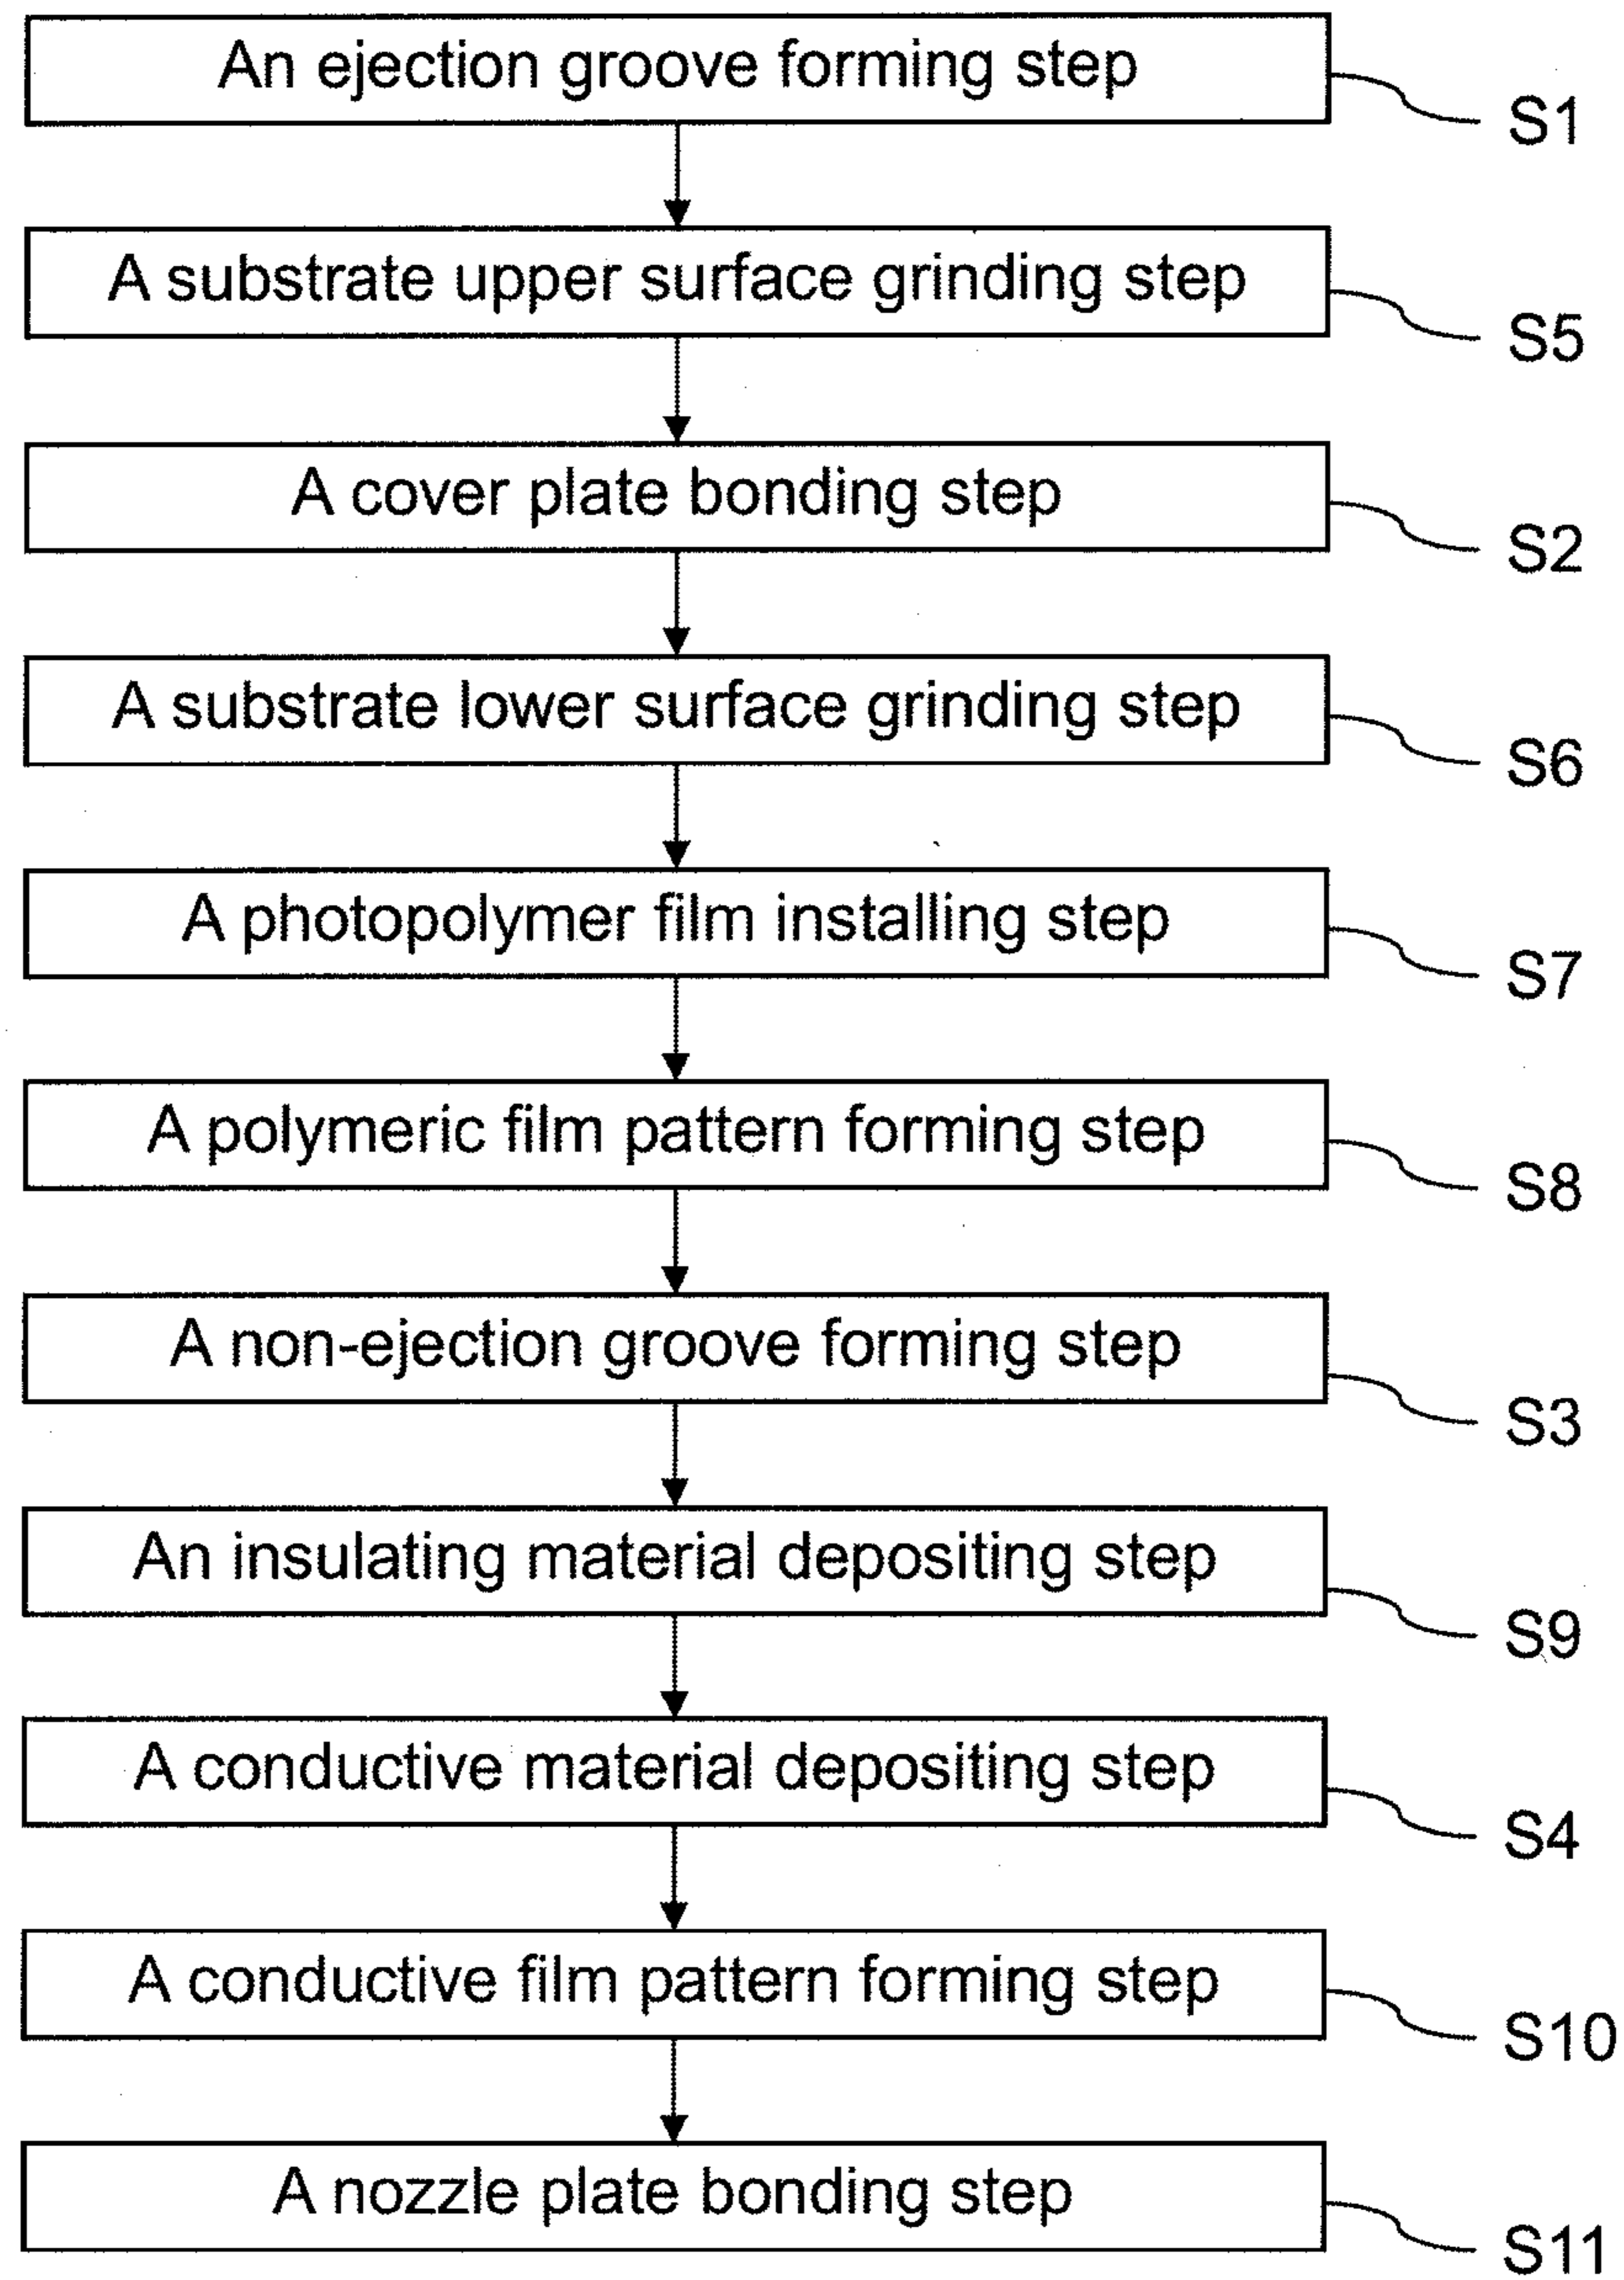 An ejection groove forming step
S1
A substrate upper surface grinding step
S5
A cover plate bonding step
S2
A substrate lower surface grinding step
S6
A photopolymer film installing step
S7
A polymeric film pattern forming step
S8
A non-ejection groove forming step
S3
An insulating material depositing step
S9
A conductive material depositing step
S4
A conductive film pattern forming step
S10
A nozzle plate bonding step
S11